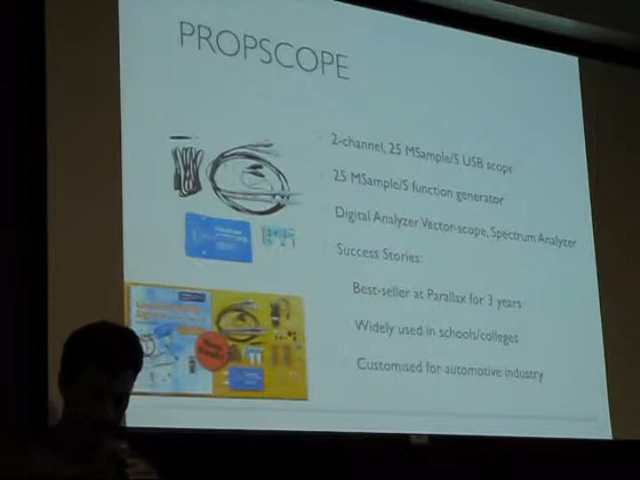 PROPSCOPE
2-channel, 25 MSample/S USB scope
25 MSample/S function generator
Digital Analyzer Vector-scope, Spectrum Analyzer
Success Stories:
Best-seller at Parallax for 3 years
Widely used in schools/colleges
Customised for automotive industry